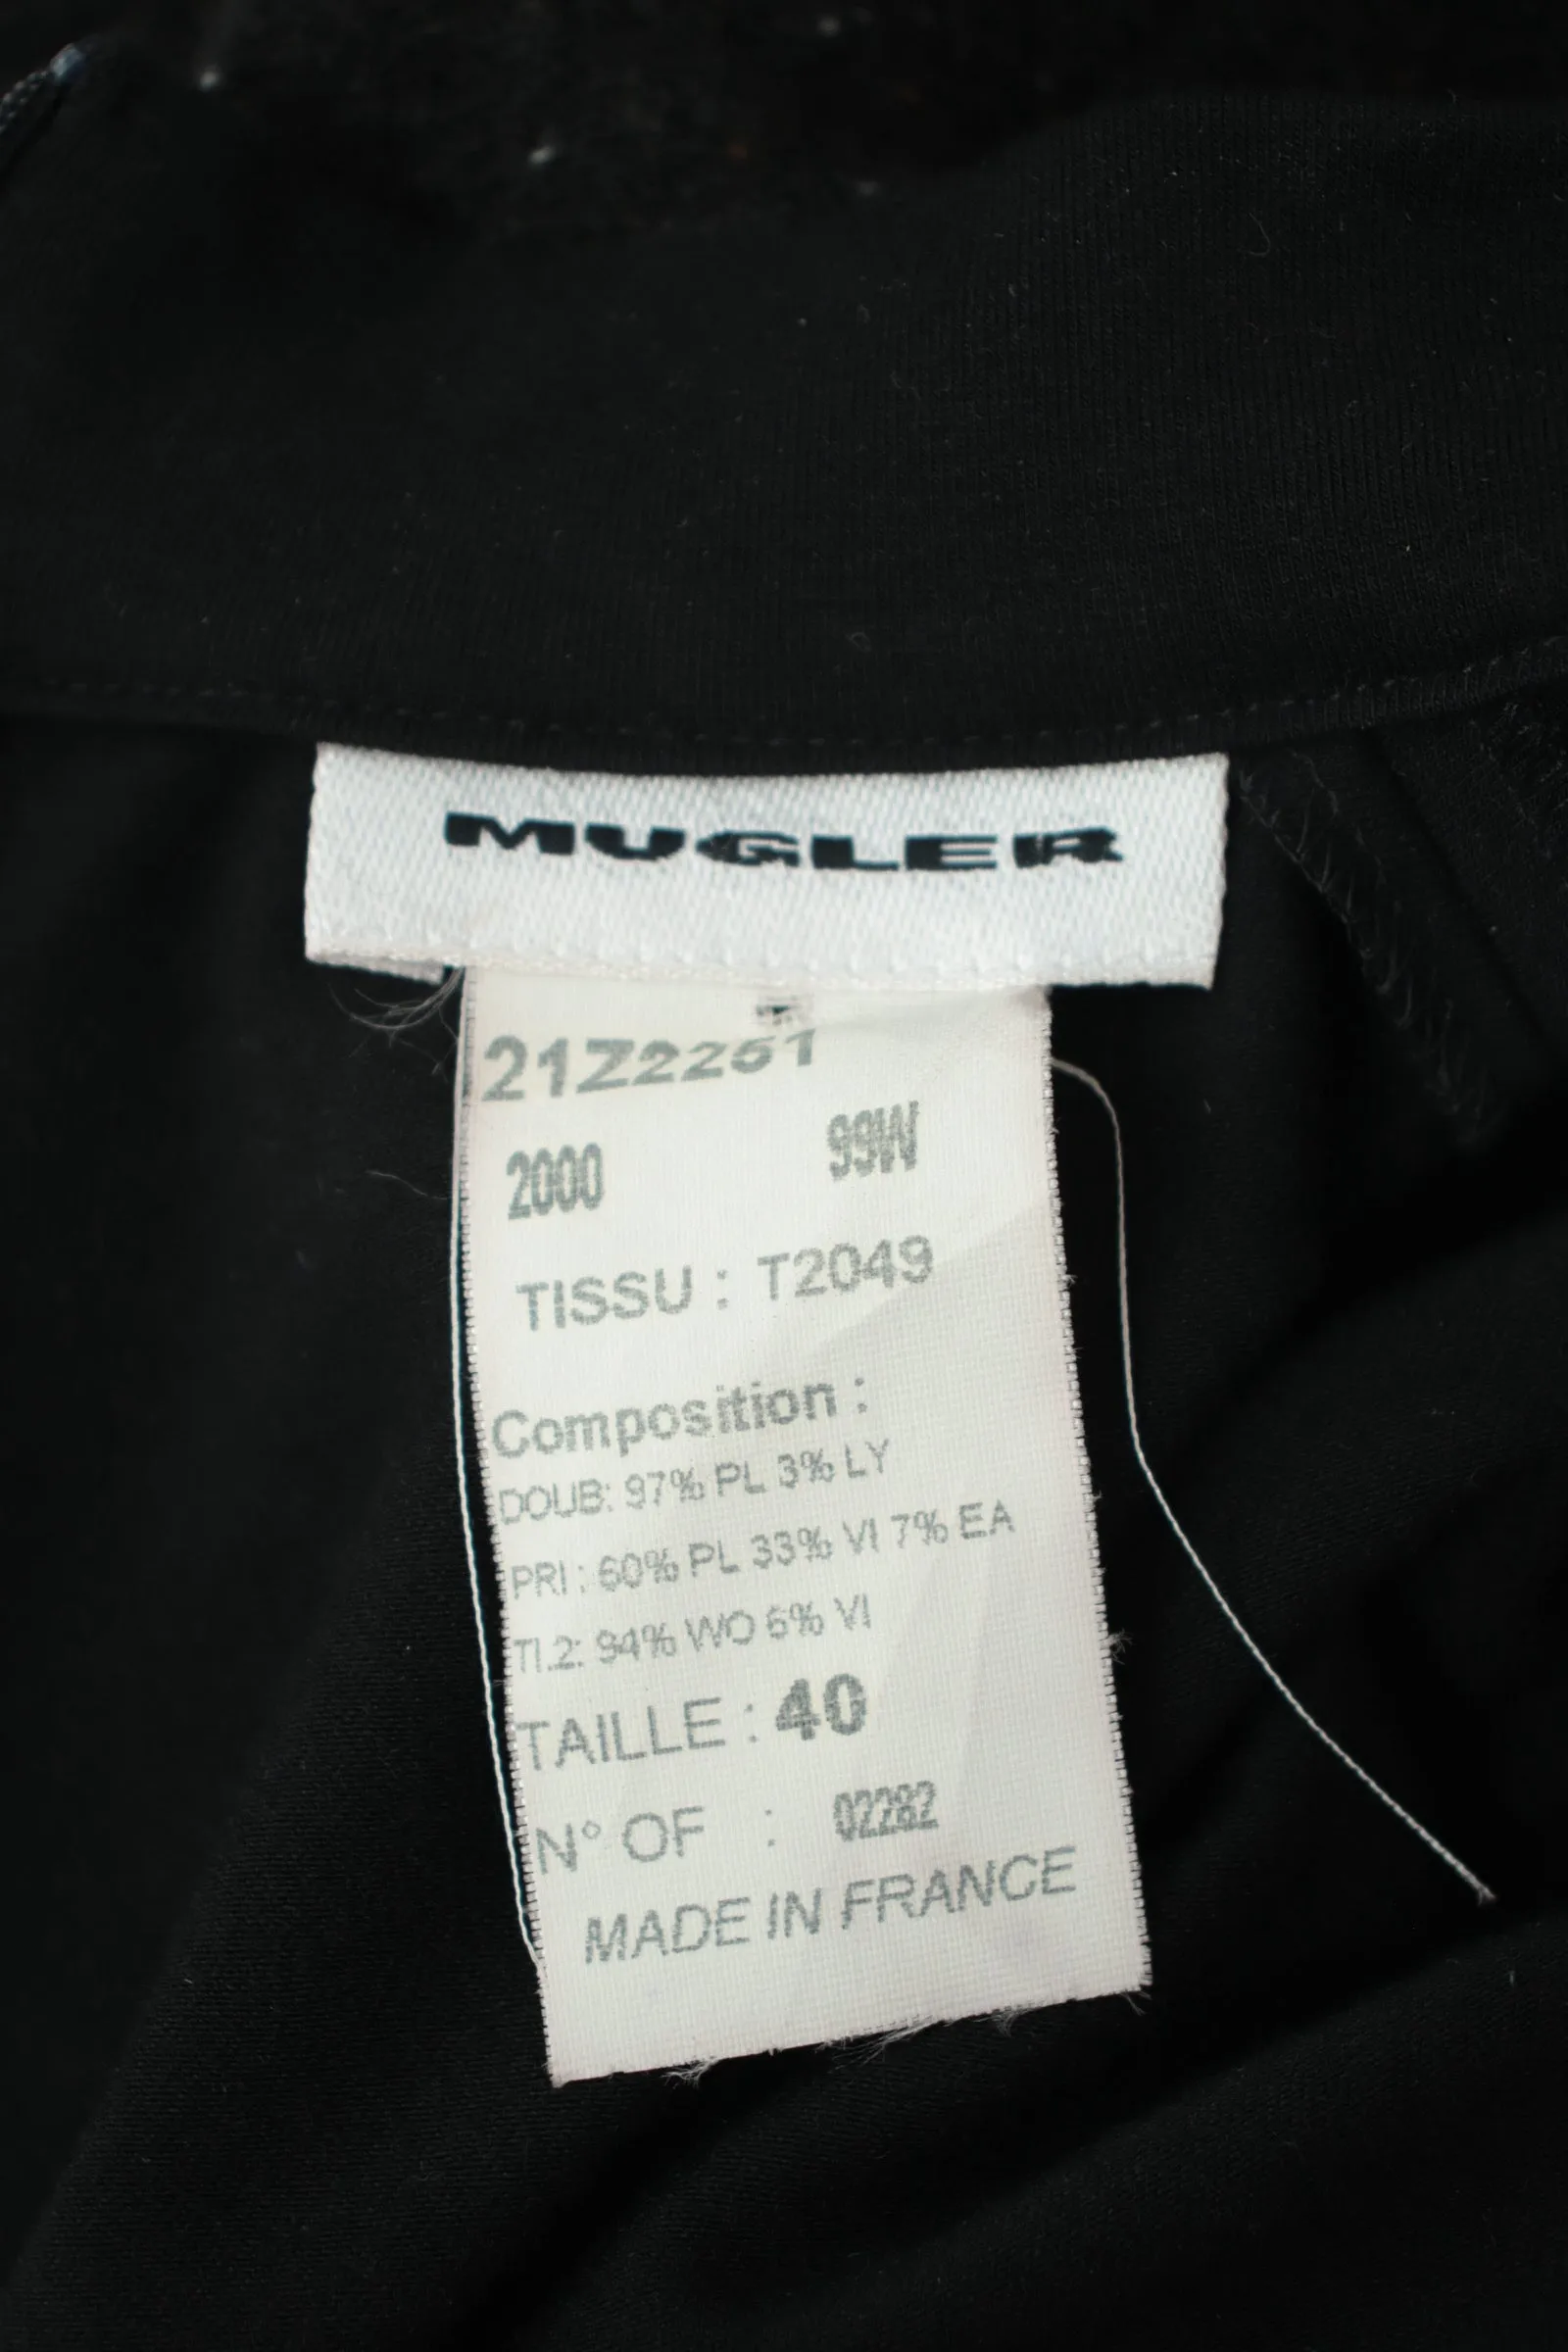 MUGLER
21Z2251
2000 99W
TISSU : T2049
Composition :
DOUB: 97% PL 3% LY
PRI : 60% PL 33% VI 7% EA
TI.2: 94% WO 6% VI
TAILLE : 40
N° OF : 02282
MADE IN FRANCE